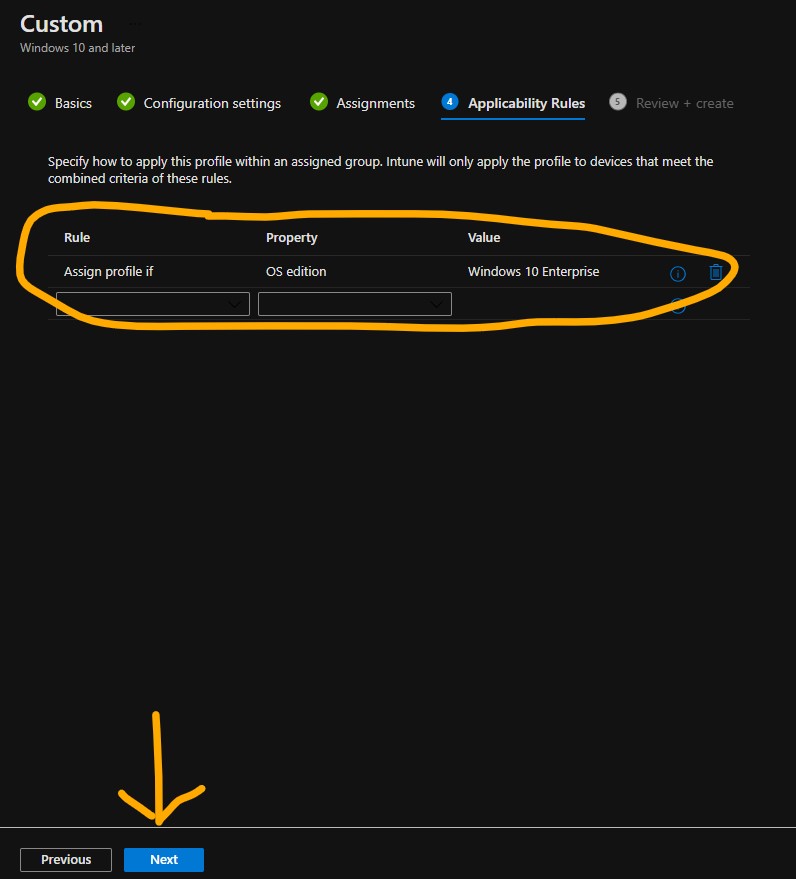 Custom
Windows 10 and later
Basics Configuration settings Assignments 4 Applicability Rules 5 Review + create
Specify how to apply this profile within an assigned group. Intune will only apply the profile to devices that meet the
combined criteria of these rules.
Rule Property Value
Assign profile if OS edition Windows 10 Enterprise
Previous Next